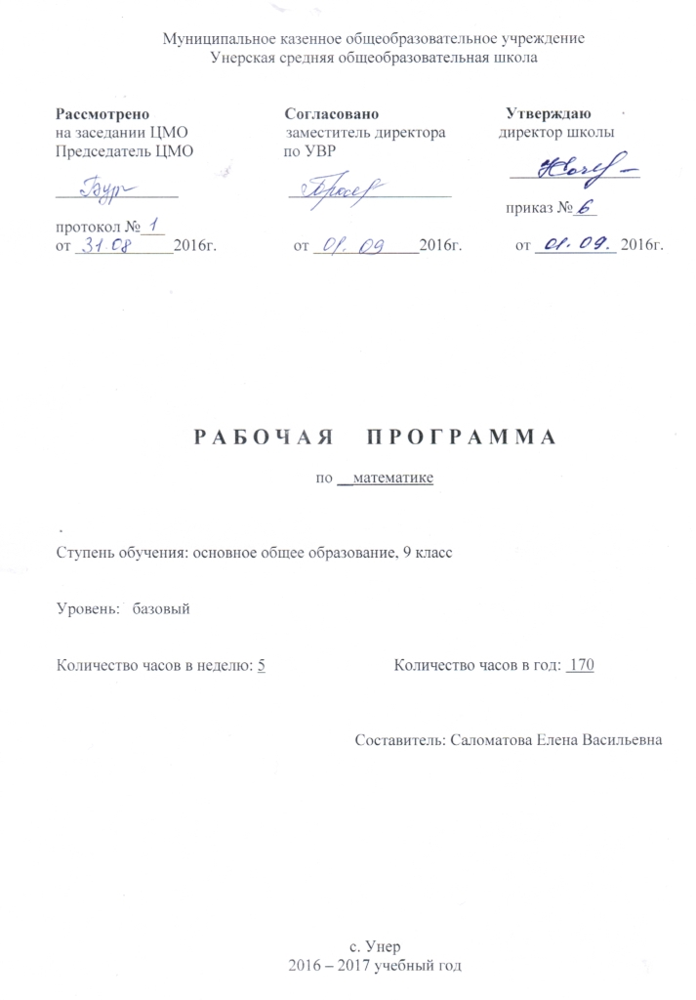 Муниципальное казенное общеобразовательное учреждение
Унерская средняя общеобразовательная школа
Рассмотрено Согласовано Утверждаю
на заседании ЦМО заместитель директора директор школы
Председатель ЦМО по УВР
приказ № 6
протокол № 1
от 31 08 2016г. от 01. 09 2016г. от 01. 09. 2016г.
Р А Б О Ч А Я П Р О Г Р А М М А
по математике
Ступень обучения: основное общее образование, 9 класс
Уровень: базовый
Количество часов в неделю: 5 Количество часов в год: 170
Составитель: Саломатова Елена Васильевна
с. Унер
2016 – 2017 учебный год